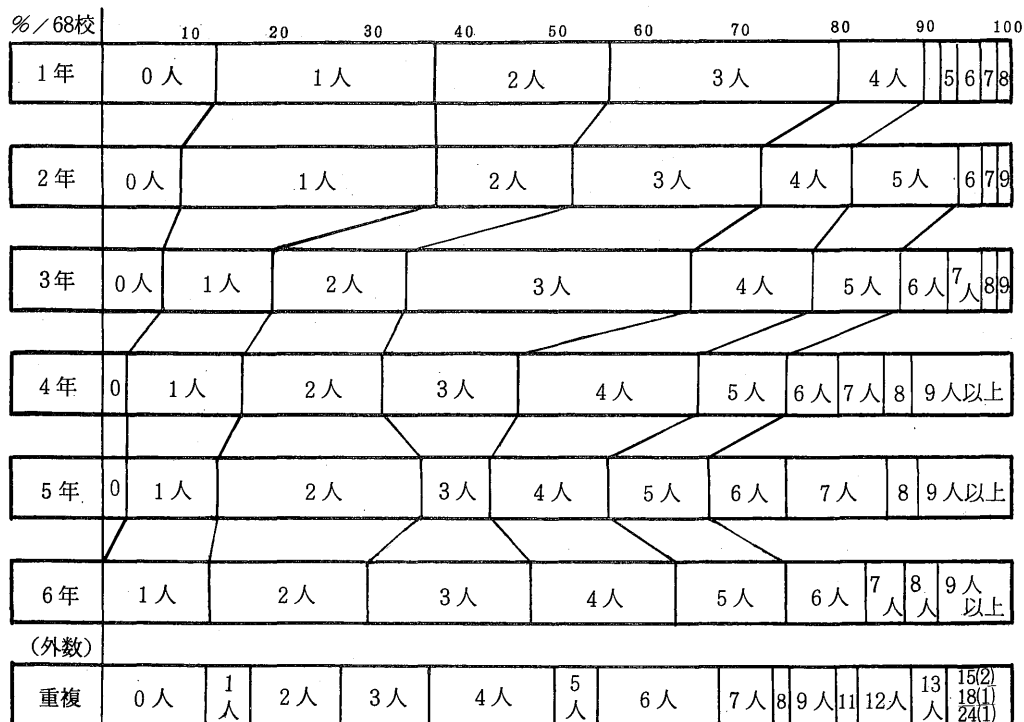 %/68校 10 20 30 40 50 60 70 80 90 100
1年 0人 1人 2人 3人 4人 5 6 7 8
2年 0人 1人 2人 3人 4人 5人 6 7 9
3年 0人 1人 2人 3人 4人 5人 6人 7人 8 9
4年 0 1人 2人 3人 4人 5人 6人 7人 8 9人以上
5年 0 1人 2人 3人 4人 5人 6人 7人 8 9人以上
6年 1人 2人 3人 4人 5人 6人 7人 8人 9人以上
(外数)
重複 0人 1人 2人 3人 4人 5人 6人 7人 8 9人 11 12人 13人 15(2) 18(1) 24(1)